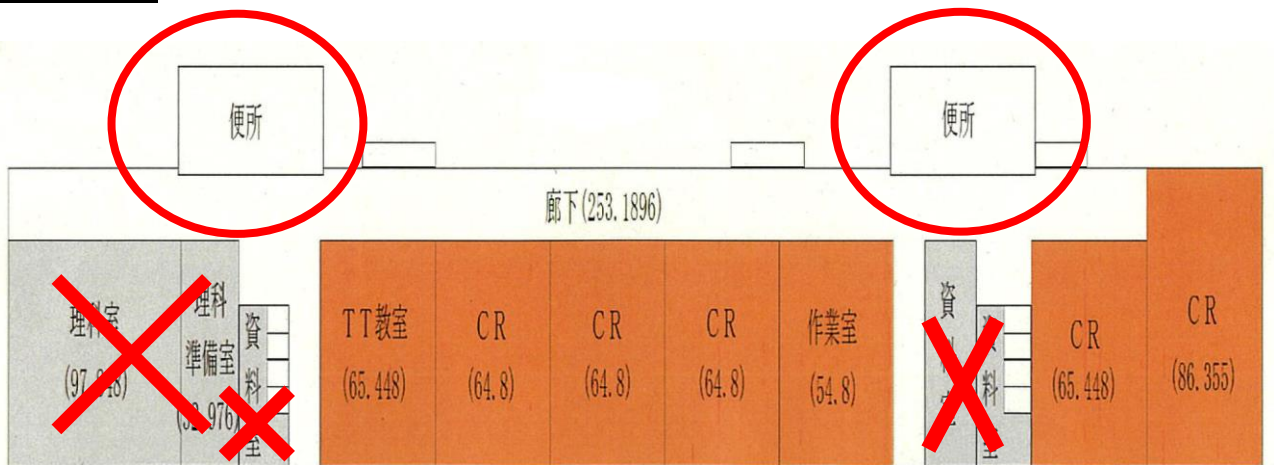 便所
便所
廊下(253.1896)
理科室
理科
準備室
資
料
室
TT教室
(65.448)
CR
(64.8)
CR
(64.8)
CR
(64.8)
作業室
(54.8)
資
料
CR
(65.448)
CR
(86.355)